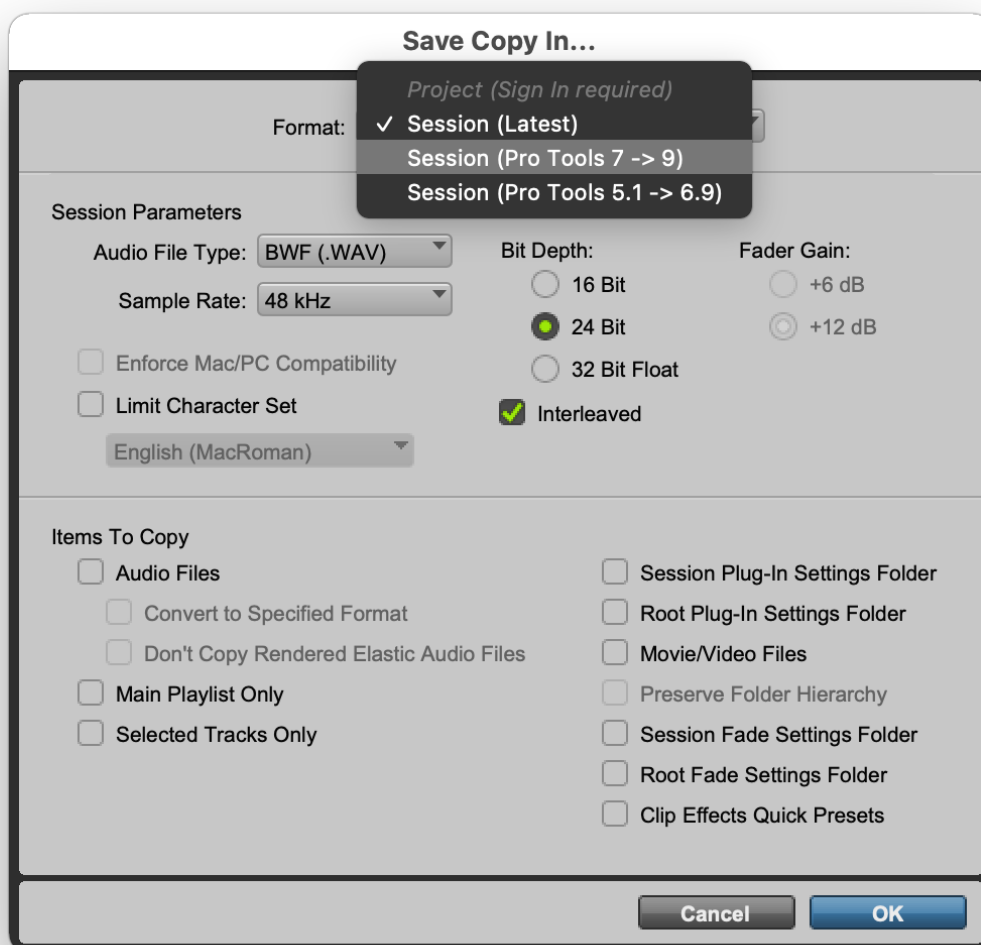 Save Copy In...
Format:
Project (Sign In required)
✓ Session (Latest)
Session (Pro Tools 7 -> 9)
Session (Pro Tools 5.1 -> 6.9)
Session Parameters
Audio File Type: BWF (.WAV)
Sample Rate: 48 kHz
Enforce Mac/PC Compatibility
Limit Character Set
English (MacRoman)
Bit Depth:
16 Bit
24 Bit
32 Bit Float
Interleaved
Fader Gain:
+6 dB
+12 dB
Items To Copy
Audio Files
Convert to Specified Format
Don't Copy Rendered Elastic Audio Files
Main Playlist Only
Selected Tracks Only
Session Plug-In Settings Folder
Root Plug-In Settings Folder
Movie/Video Files
Preserve Folder Hierarchy
Session Fade Settings Folder
Root Fade Settings Folder
Clip Effects Quick Presets
Cancel OK